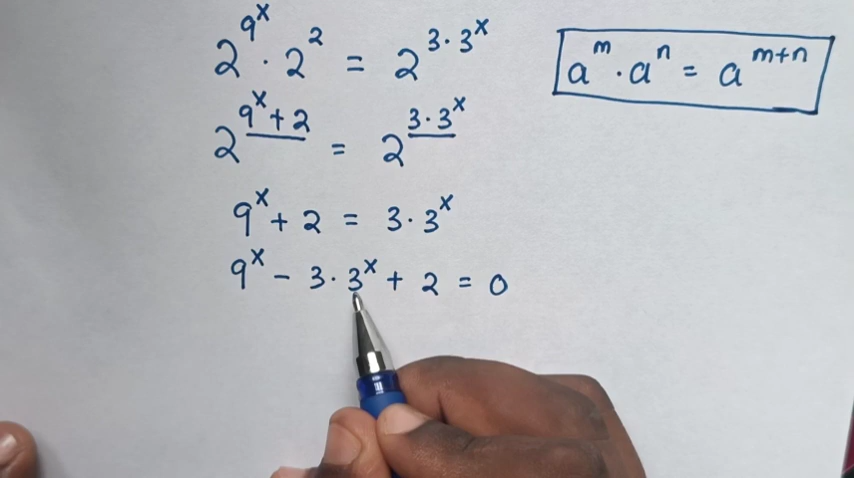 2^{9^x} · 2^2 = 2^{3·3^x}
a^m · a^n = a^{m+n}
2^{9^x+2} = 2^{3·3^x}
9^x + 2 = 3·3^x
9^x - 3·3^x + 2 = 0